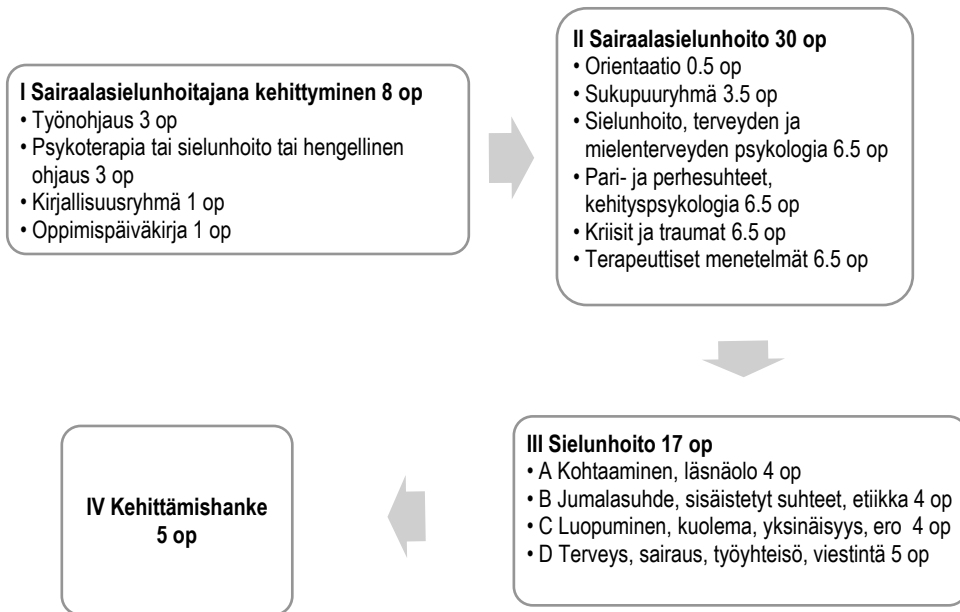 I Sairaalasielunhoitajana kehittyminen 8 op
• Työnohjaus 3 op
• Psykoterapia tai sielunhoito tai hengellinen
ohjaus 3 op
• Kirjallisuusryhmä 1 op
• Oppimispäiväkirja 1 op
II Sairaalasielunhoito 30 op
• Orientaatio 0.5 op
• Sukupuuryhmä 3.5 op
• Sielunhoito, terveyden ja
mielenterveyden psykologia 6.5 op
• Pari- ja perhesuhteet,
kehityspsykologia 6.5 op
• Kriisit ja traumat 6.5 op
• Terapeuttiset menetelmät 6.5 op
III Sielunhoito 17 op
• A Kohtaaminen, läsnäolo 4 op
• B Jumalasuhde, sisäistetyt suhteet, etiikka 4 op
• C Luopuminen, kuolema, yksinäisyys, ero 4 op
• D Terveys, sairaus, työyhteisö, viestintä 5 op
IV Kehittämishanke
5 op